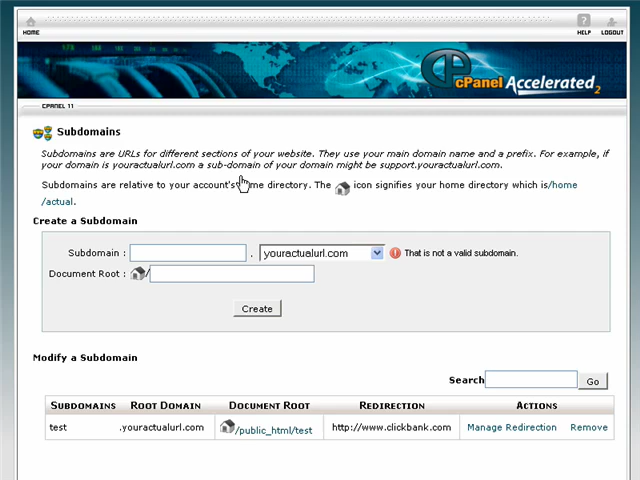 HOME
HELP
LOGOUT
cPanel Accelerated2
CPANEL 11
Subdomains
Subdomains are URLs for different sections of your website. They use your main domain name and a prefix. For example, if
your domain is youractualurl.com a sub-domain of your domain might be support.youractualurl.com.
Subdomains are relative to your account's me directory. The icon signifies your home directory which is/home
/actual.
Create a Subdomain
Subdomain : . youractualurl.com That is not a valid subdomain.
Document Root : /
Create
Modify a Subdomain
Search Go
SUBDOMAINS ROOT DOMAIN DOCUMENT ROOT REDIRECTION ACTIONS
test .youractualurl.com /public_html/test http://www.clickbank.com Manage Redirection Remove